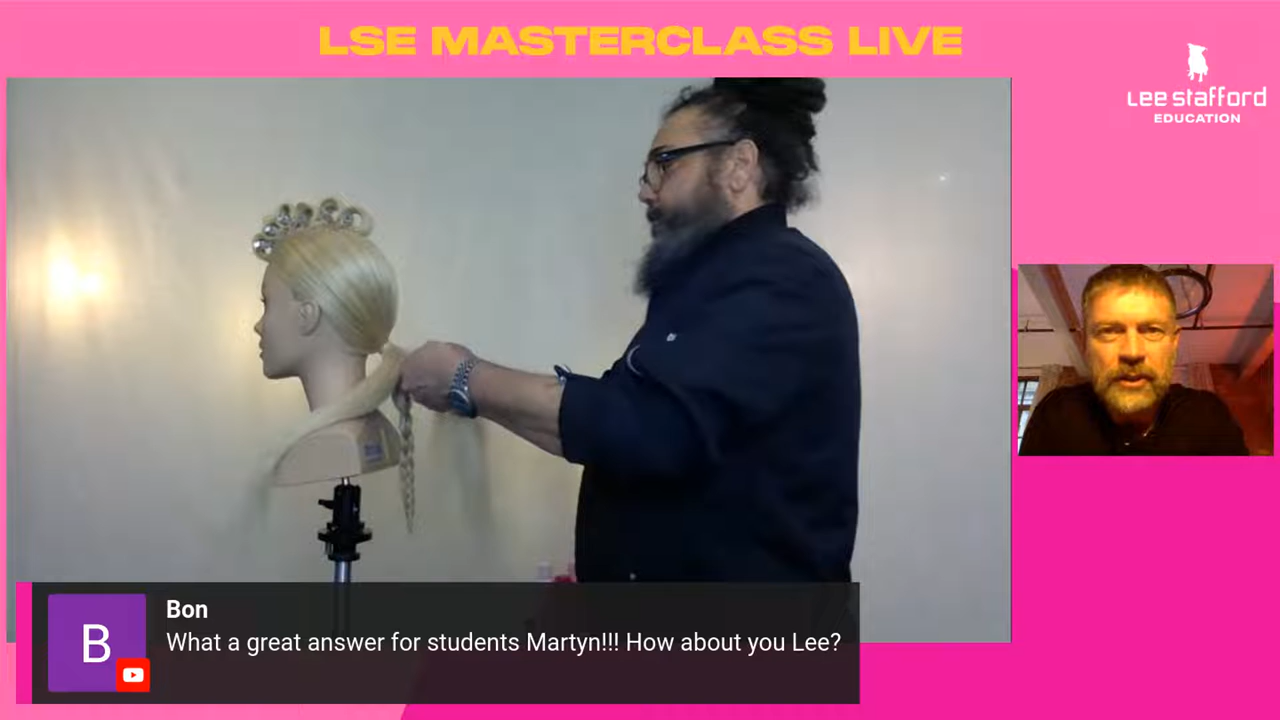 LSE MASTERCLASS LIVE
Lee Stafford
EDUCATION
B
Bon
What a great answer for students Martyn!!! How about you Lee?